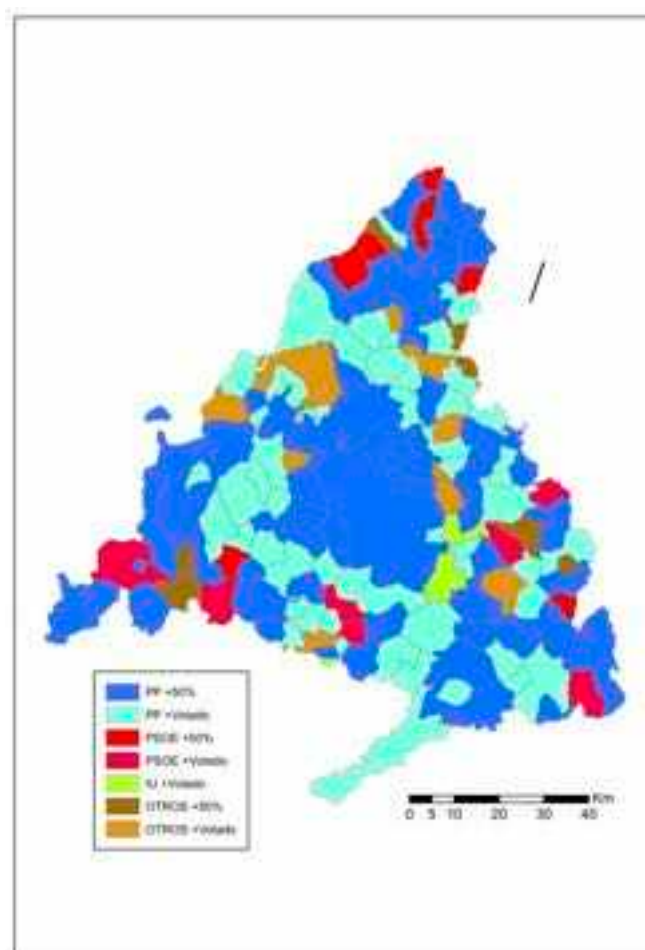 PP +50%
PP +Votado
PSOE +50%
PSOE +Votado
IU +Votado
OTROS +50%
OTROS +Votado
Km
0 5 10 20 30 40